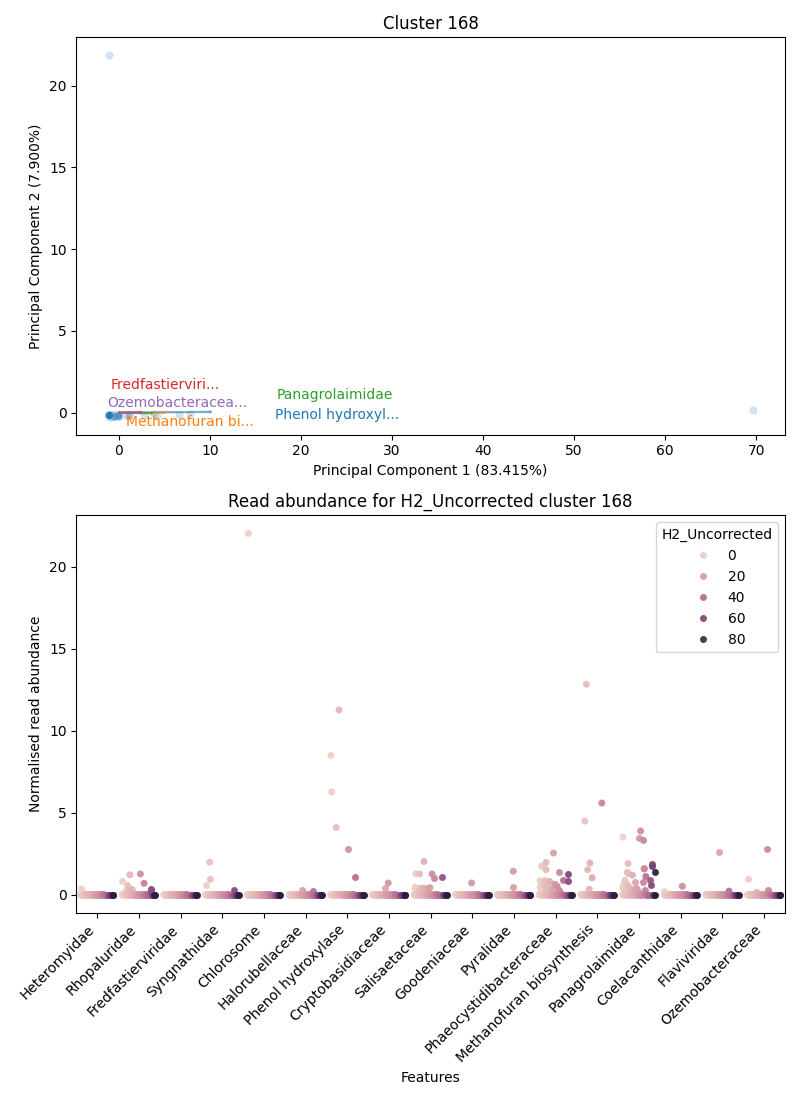 Cluster 168
Principal Component 2 (7.900%)
20
15
10
5
0
Fredfastierviri...
Panagrolaimidae
Ozemobacteracea...
Phenol hydroxyl...
Methanofuran bi...
0 10 20 30 40 50 60 70
Principal Component 1 (83.415%)
Read abundance for H2_Uncorrected cluster 168
Normalised read abundance
20
15
10
5
0
H2_Uncorrected
0
20
40
60
80
Heteromyidae
Rhopaluridae
Fredfastierviridae
Syngnathidae
Chlorosome
Halorubellaceae
Phenol hydroxylase
Cryptobasidiaceae
Salisaetaceae
Goodeniaceae
Pyralidae
Phaeocystidibacteraceae
Methanofuran biosynthesis
Panagrolaimidae
Coelacanthidae
Flaviviridae
Ozemobacteraceae
Features